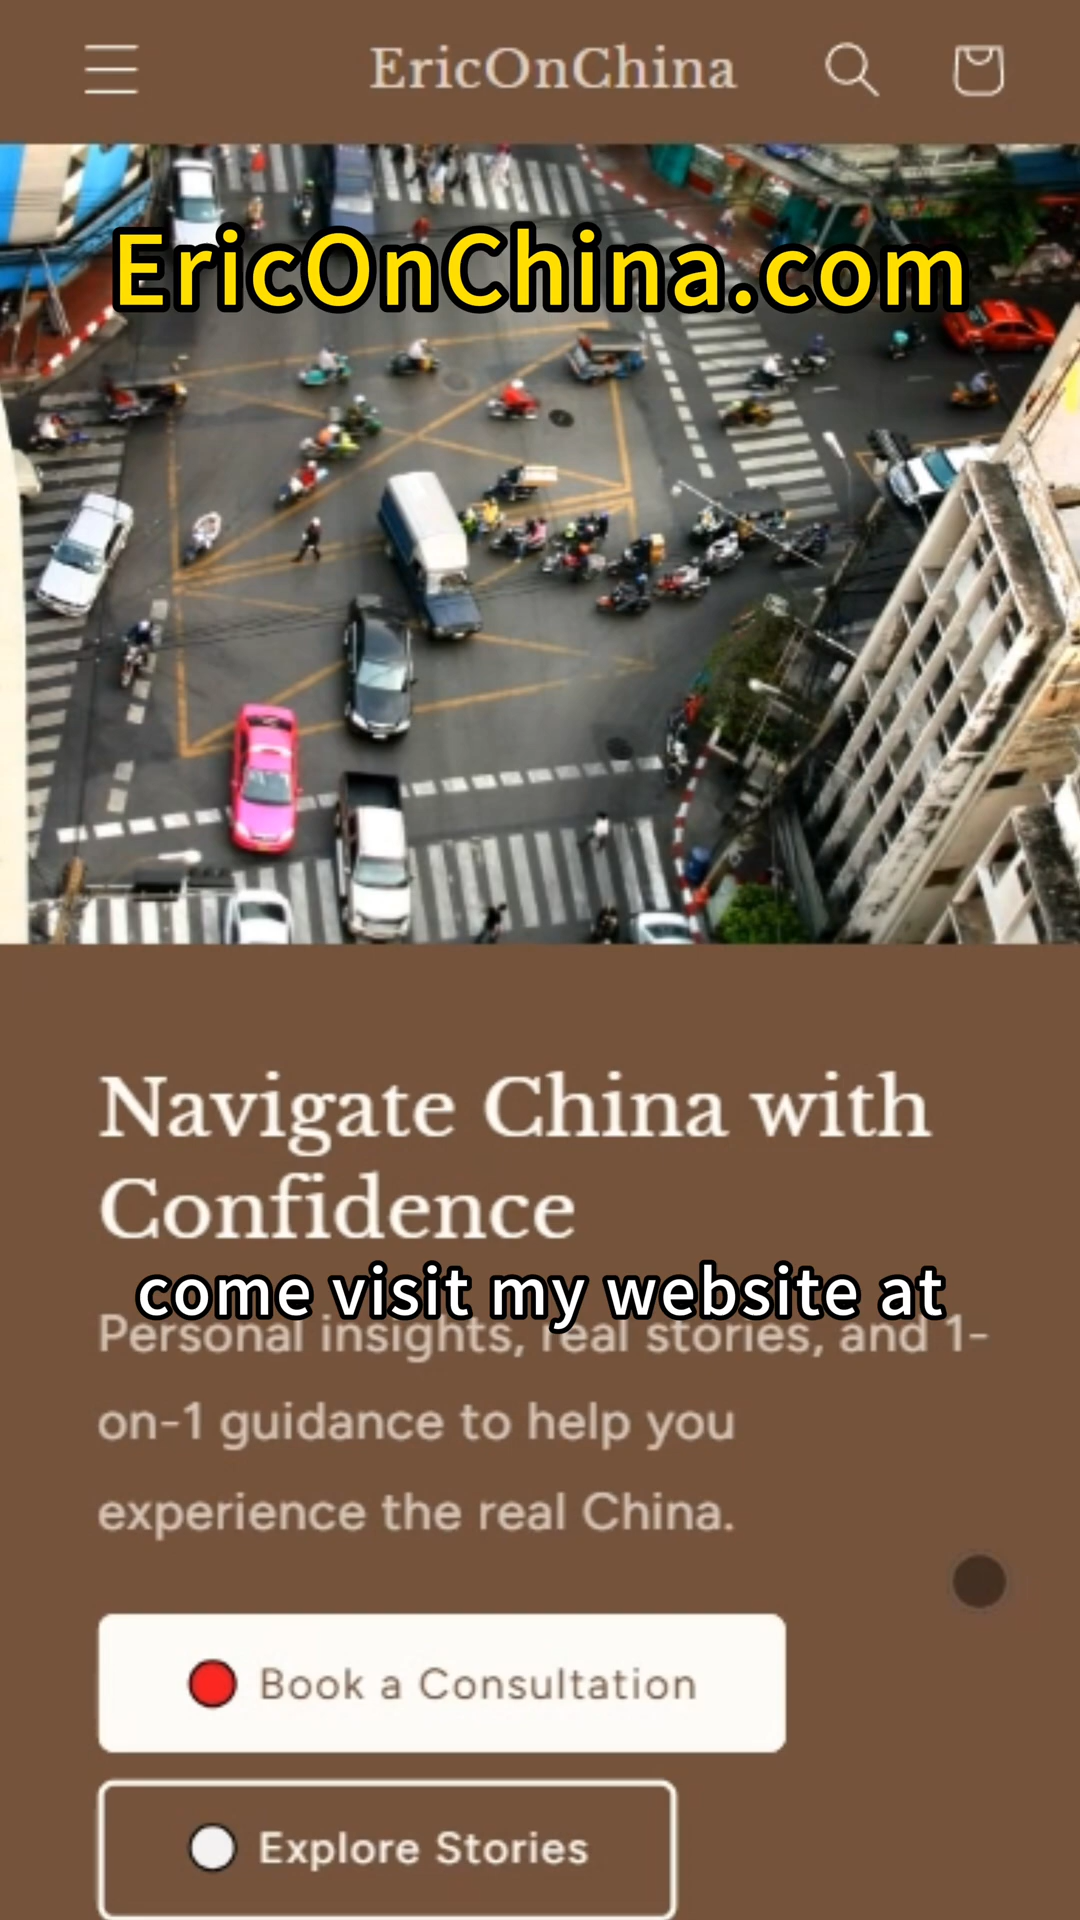 EricOnChina
EricOnChina.com
Navigate China with
Confidence
come visit my website at
Personal insights, real stories, and 1-
on-1 guidance to help you
experience the real China.
Book a Consultation
Explore Stories